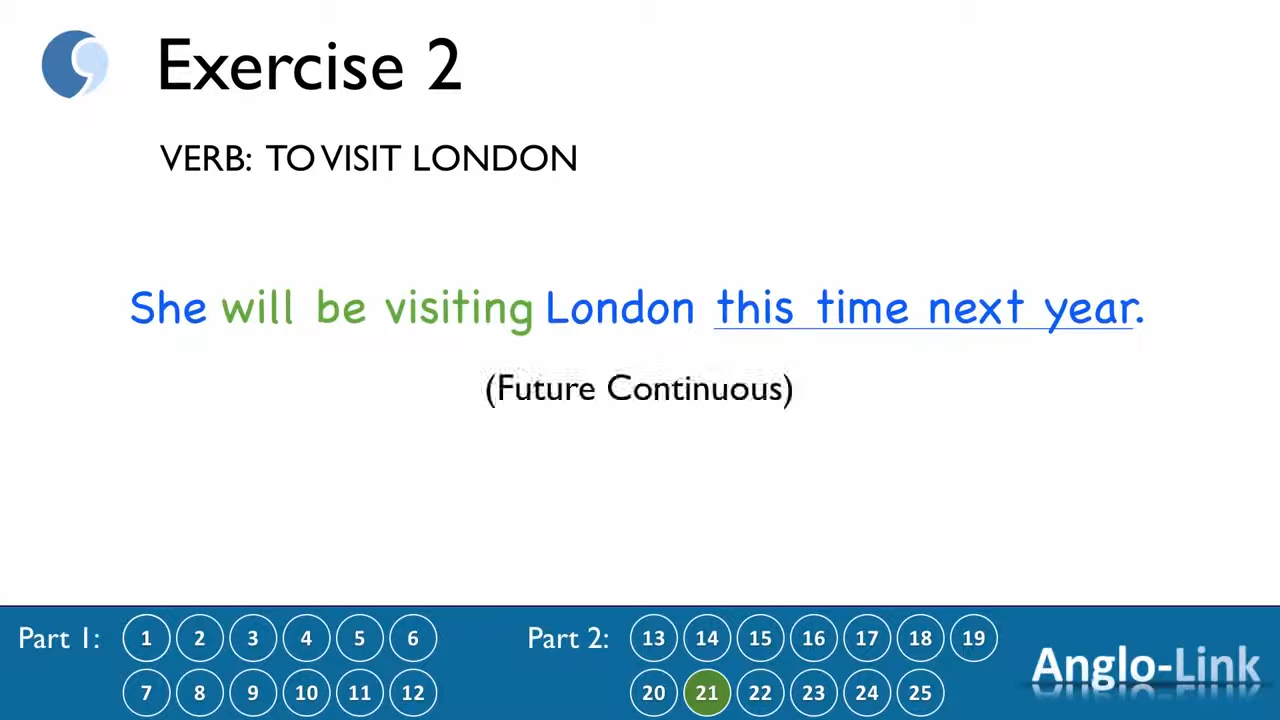 Exercise 2
VERB: TO VISIT LONDON
She will be visiting London this time next year.
(Future Continuous)
Part 1: 1 2 3 4 5 6
7 8 9 10 11 12
Part 2: 13 14 15 16 17 18 19
20 21 22 23 24 25
Anglo-Link